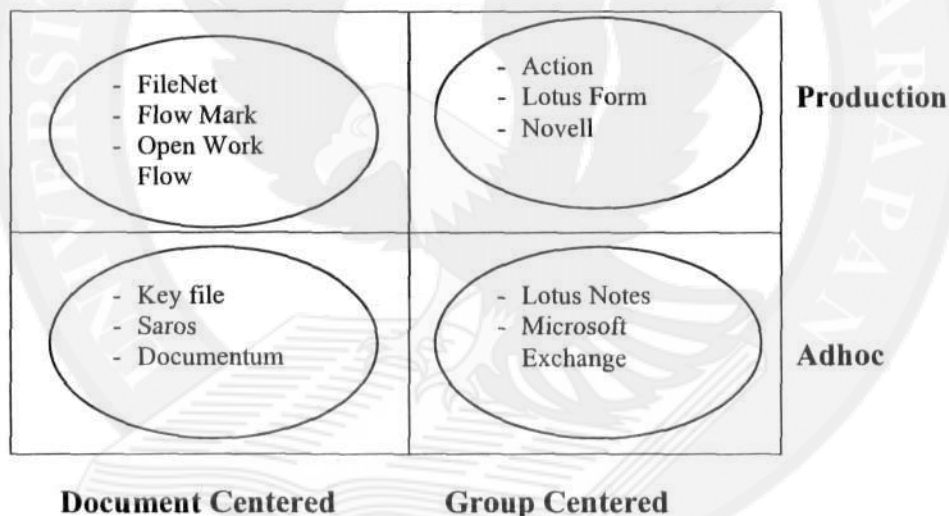 - FileNet
- Flow Mark
- Open Work
Flow
- Action
- Lotus Form
- Novell
Production
- Key file
- Saros
- Documentum
- Lotus Notes
- Microsoft
Exchange
Adhoc
Document Centered
Group Centered